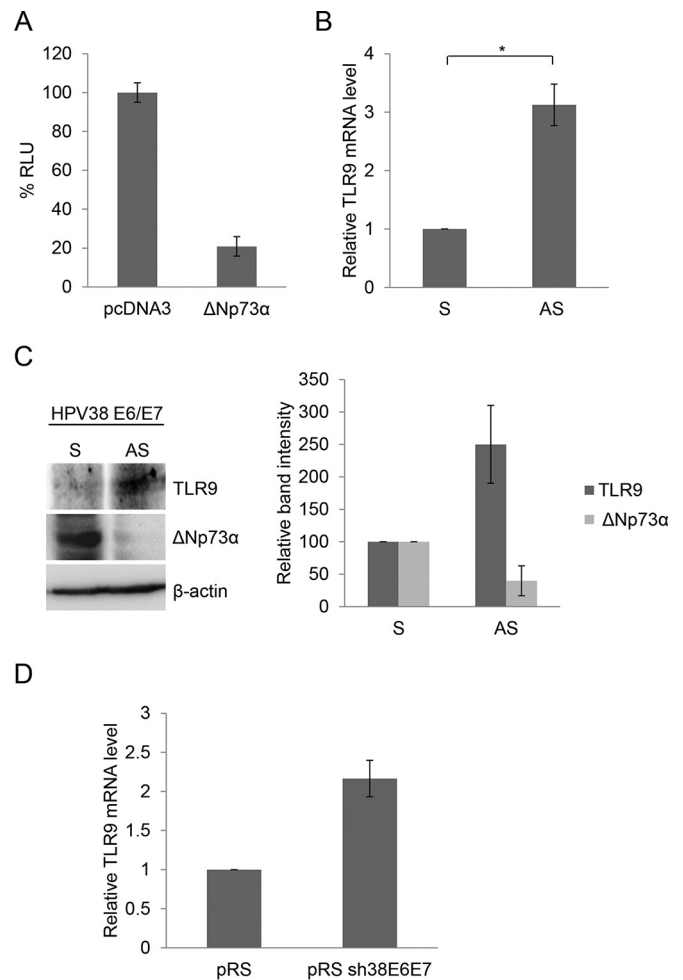 A
% RLU
120
100
80
60
40
20
0
pcDNA3 ΔNp73α
B
*
Relative TLR9 mRNA level
4
3
2
1
0
S AS
C
HPV38 E6/E7
S AS
TLR9
ΔNp73α
β-actin
Relative band intensity
350
300
250
200
150
100
50
0
S AS
TLR9
ΔNp73α
D
Relative TLR9 mRNA level
3
2.5
2
1.5
1
0.5
0
pRS pRS sh38E6E7